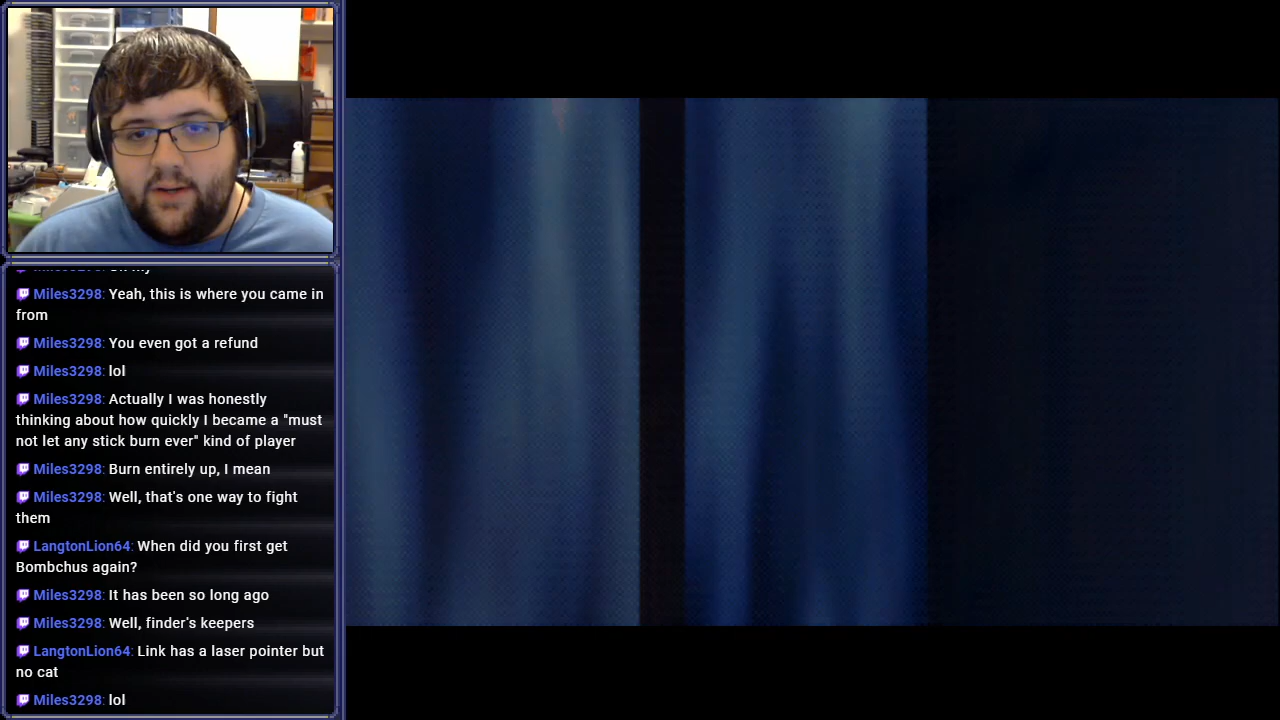 Miles3298: Yeah, this is where you came in
from
Miles3298: You even got a refund
Miles3298: lol
Miles3298: Actually I was honestly
thinking about how quickly I became a "must
not let any stick burn ever" kind of player
Miles3298: Burn entirely up, I mean
Miles3298: Well, that's one way to fight
them
LangtonLion64: When did you first get
Bombchus again?
Miles3298: It has been so long ago
Miles3298: Well, finder's keepers
LangtonLion64: Link has a laser pointer but
no cat
Miles3298: lol